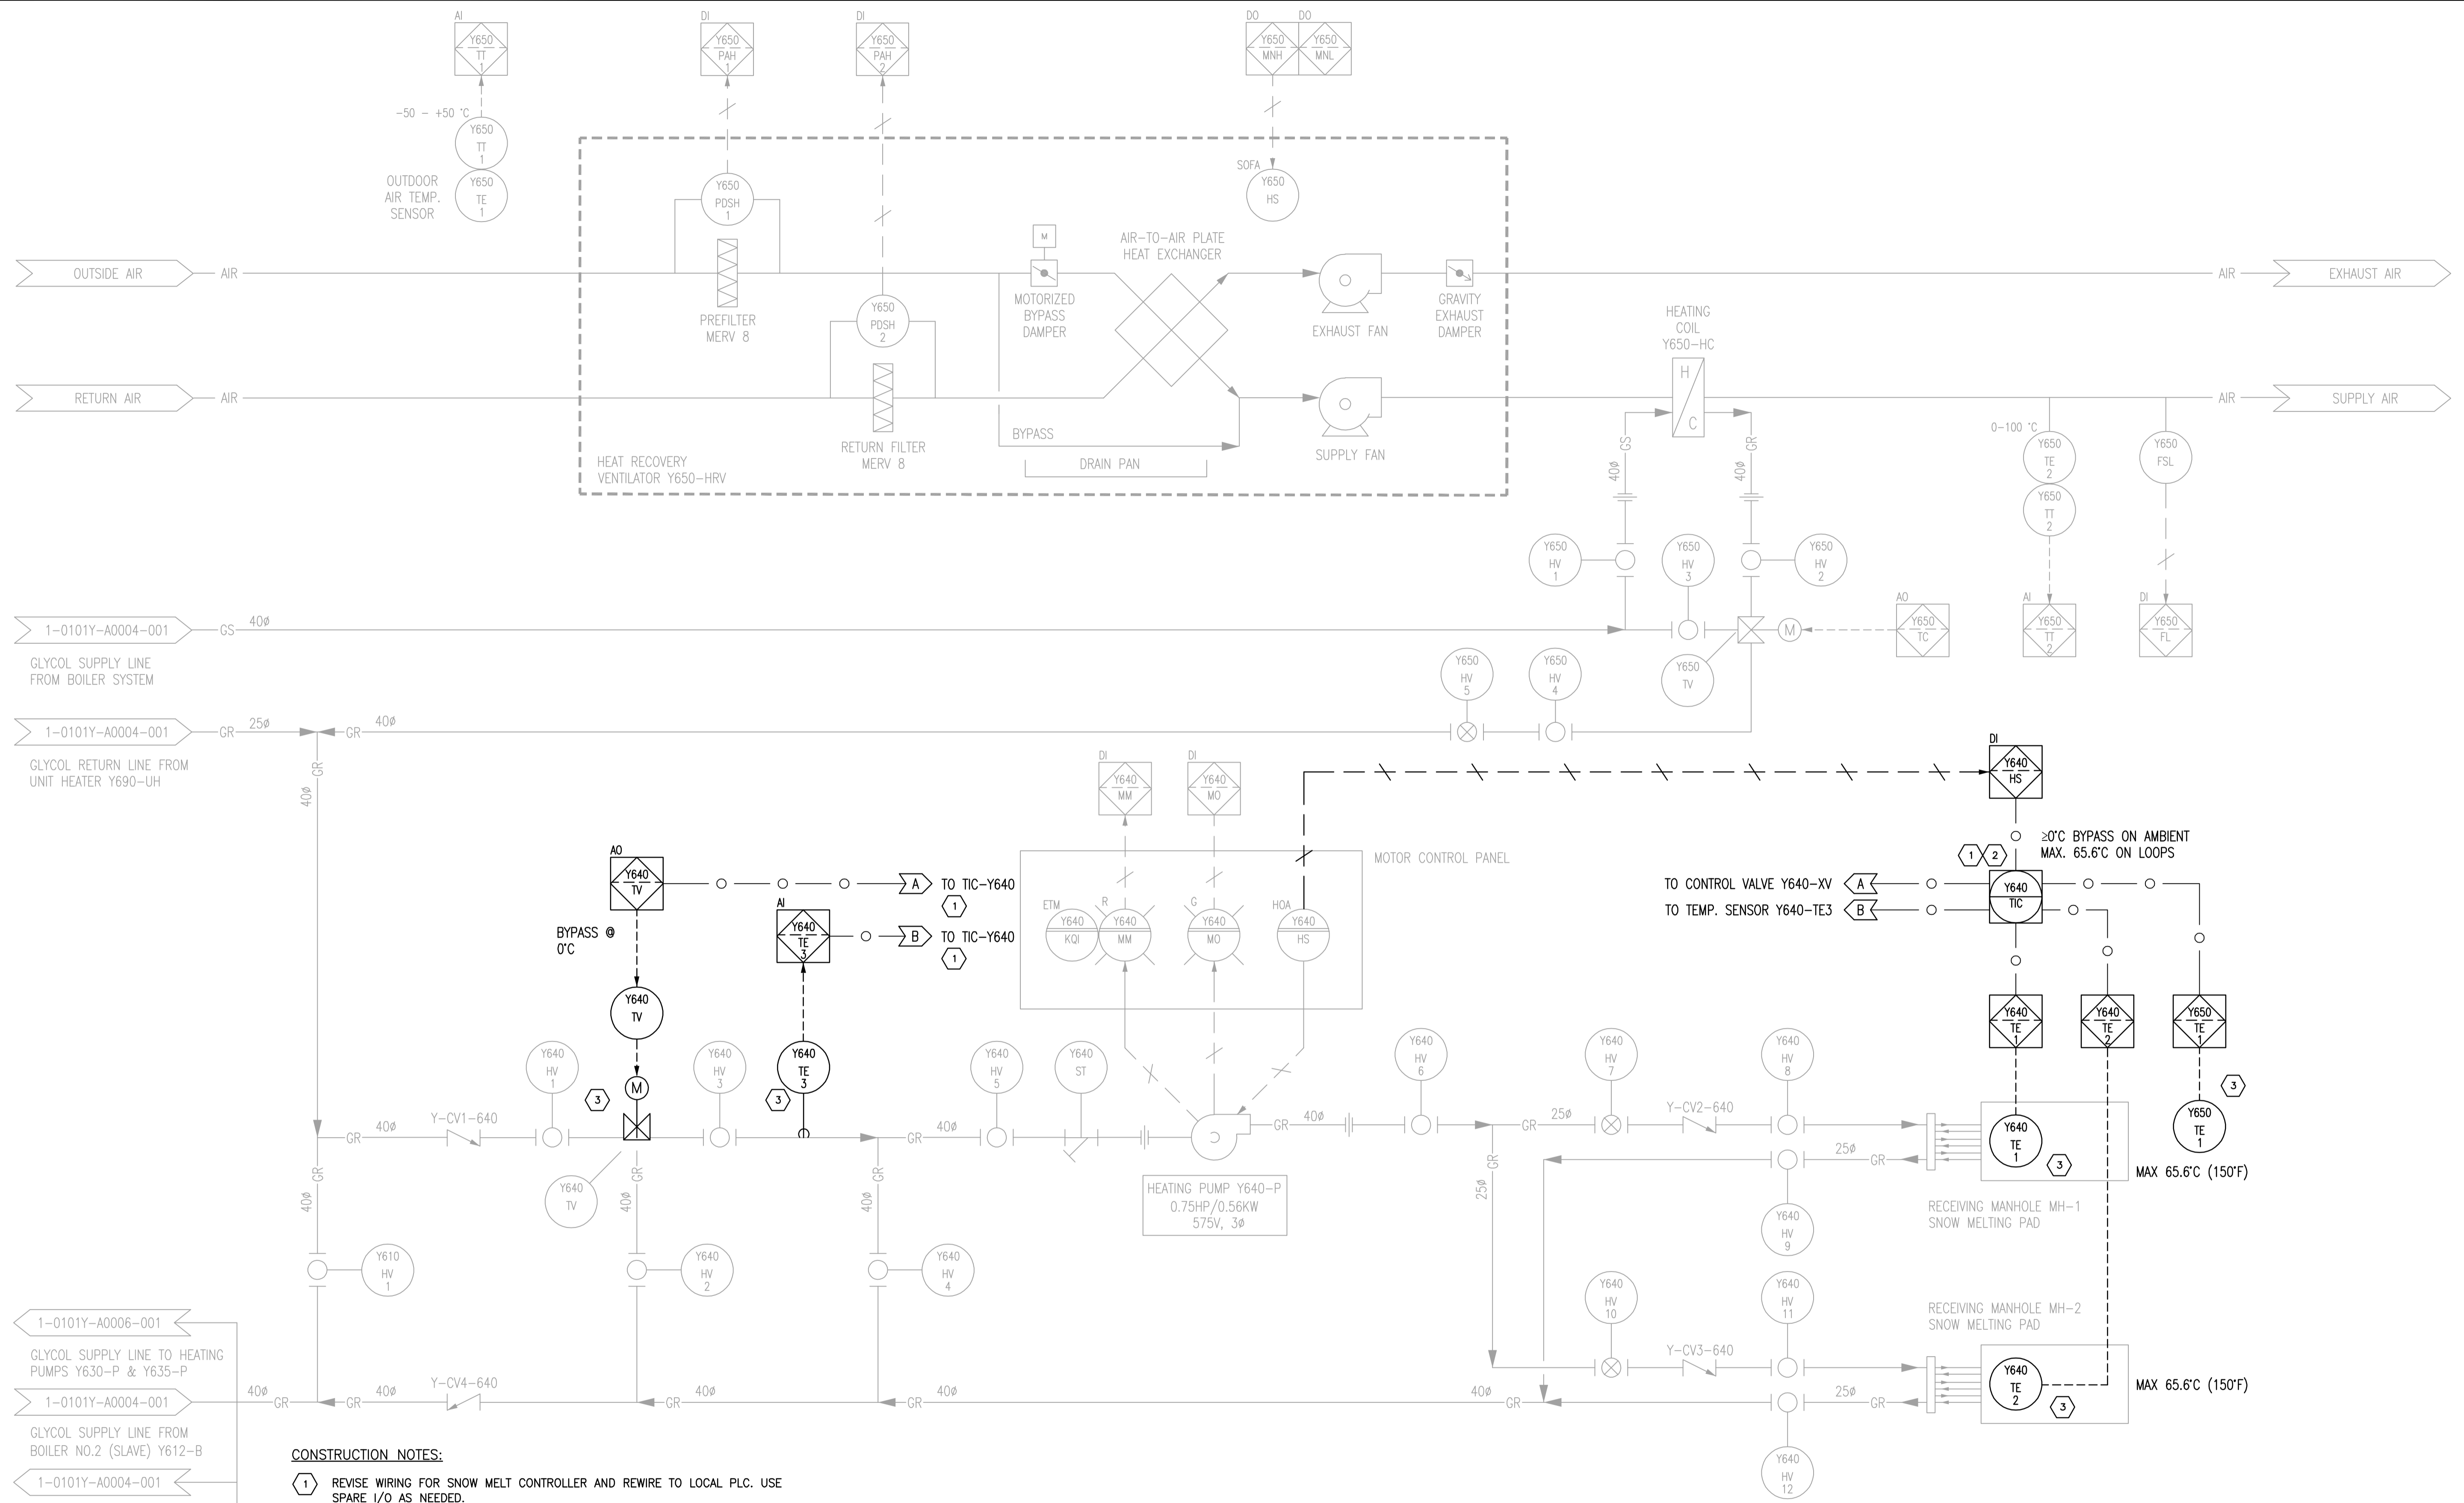 AI
Y650
TT
1
DI
Y650
PAH
1
DI
Y650
PAH
2
DO
Y650
MNH
DO
Y650
MNL
-50 - +50 °C
Y650
TT
1
Y650
TE
1
OUTDOOR
AIR TEMP.
SENSOR
Y650
PDSH
1
SOFA
Y650
HS
M
AIR-TO-AIR PLATE
HEAT EXCHANGER
OUTSIDE AIR
AIR
AIR
EXHAUST AIR
PREFILTER
MERV 8
Y650
PDSH
2
MOTORIZED
BYPASS
DAMPER
EXHAUST FAN
GRAVITY
EXHAUST
DAMPER
HEATING
COIL
Y650-HC
H
C
RETURN AIR
AIR
AIR
SUPPLY AIR
RETURN FILTER
MERV 8
BYPASS
DRAIN PAN
SUPPLY FAN
HEAT RECOVERY
VENTILATOR Y650-HRV
GS
40ø
GR
40ø
0-100 °C
Y650
TE
2
Y650
TT
2
Y650
FSL
Y650
HV
1
Y650
HV
3
Y650
HV
2
1-0101Y-A0004-001
GS
40ø
M
AO
Y650
TC
AI
Y650
TT
2
DI
Y650
FL
GLYCOL SUPPLY LINE
FROM BOILER SYSTEM
Y650
HV
5
Y650
HV
4
Y650
TV
1-0101Y-A0004-001
GR
25ø
GR
40ø
GLYCOL RETURN LINE FROM
UNIT HEATER Y690-UH
GR
40ø
DI
Y640
MM
DI
Y640
MO
DI
Y640
HS
MOTOR CONTROL PANEL
≥0°C BYPASS ON AMBIENT
MAX. 65.6°C ON LOOPS
1
2
AO
Y640
TV
A
TO TIC-Y640
1
AI
Y640
TE
3
B
TO TIC-Y640
1
BYPASS @
0°C
ETM
Y640
KQI
R
Y640
MM
G
Y640
MO
HOA
Y640
HS
TO CONTROL VALVE Y640-XV
A
TO TEMP. SENSOR Y640-TE3
B
Y640
TIC
Y640
TV
Y640
TE
1
Y640
TE
2
Y650
TE
1
Y640
HV
1
M
3
Y640
HV
3
Y640
TE
3
3
Y640
HV
5
Y640
ST
Y640
HV
6
Y640
HV
7
Y640
HV
8
3
Y650
TE
1
GR
40ø
Y-CV1-640
GR
40ø
GR
40ø
GR
25ø
Y-CV2-640
Y640
TE
1
3
25ø
GR
MAX 65.6°C (150°F)
GR
40ø
Y640
TV
GR
40ø
GR
40ø
HEATING PUMP Y640-P
0.75HP/0.56KW
575V, 3ø
GR
25ø
Y640
HV
9
RECEIVING MANHOLE MH-1
SNOW MELTING PAD
Y610
HV
1
Y640
HV
2
Y640
HV
4
Y640
HV
10
Y640
HV
11
RECEIVING MANHOLE MH-2
SNOW MELTING PAD
1-0101Y-A0006-001
GLYCOL SUPPLY LINE TO HEATING
PUMPS Y630-P & Y635-P
Y-CV3-640
Y640
TE
2
3
MAX 65.6°C (150°F)
1-0101Y-A0004-001
40ø
GR
GR
40ø
Y-CV4-640
GR
40ø
GR
40ø
40ø
GR
25ø
GR
GLYCOL SUPPLY LINE FROM
BOILER NO.2 (SLAVE) Y612-B
Y640
HV
12
1-0101Y-A0004-001
CONSTRUCTION NOTES:
1
REVISE WIRING FOR SNOW MELT CONTROLLER AND REWIRE TO LOCAL PLC. USE
SPARE I/O AS NEEDED.